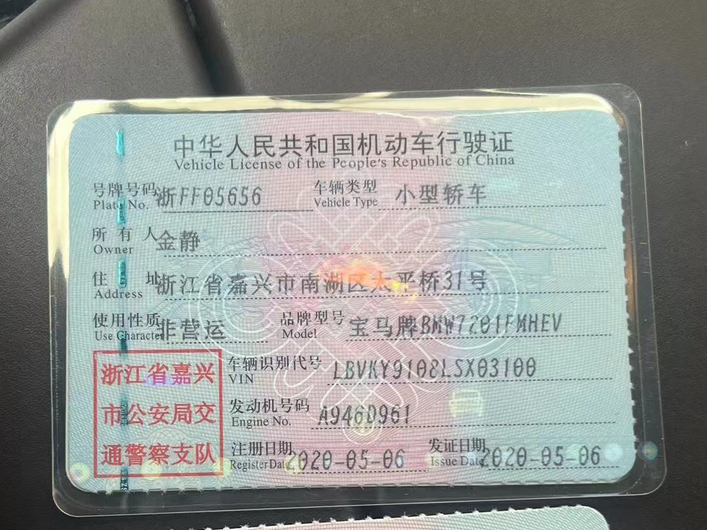 中华人民共和国机动车行驶证
Vehicle License of the People's Republic of China
号牌号码 浙FF05656 车辆类型 小型轿车
Plate No. Vehicle Type
所有人 金静
Owner
住址 浙江省嘉兴市南湖区太平桥31号
Address
使用性质 非营运 品牌型号 宝马牌BMW7201FMHEV
Use Character Model
浙江省嘉兴
市公安局交
通警察支队
车辆识别代号 LBVKY9108LSX03100
VIN
发动机号码 A946D961
Engine No.
注册日期 2020-05-06 发证日期 2020-05-06
Register Date Issue Date